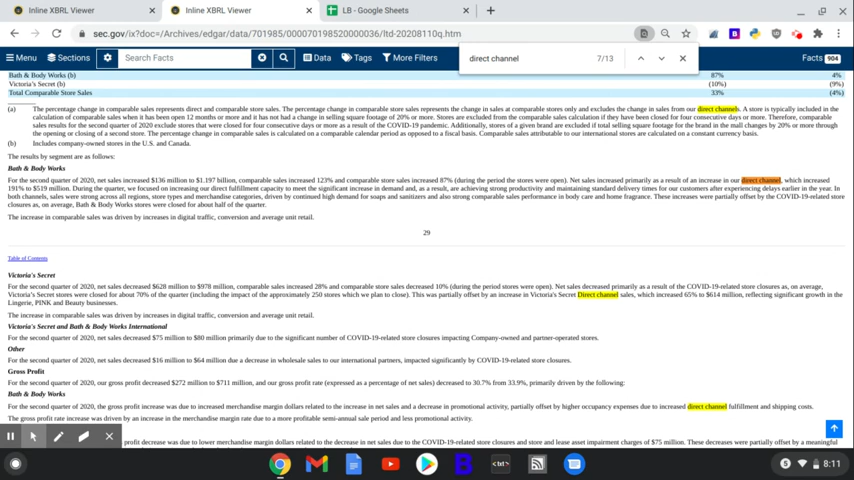 Inline XBRL Viewer
Inline XBRL Viewer
LB - Google Sheets
sec.gov/ix?doc=/Archives/edgar/data/701985/000070198520000036/ltd-20208110q.htm
Menu
Sections
Search Facts
Data
Tags
More Filters
direct channel
7/13
Facts 904
Bath & Body Works (b) 87% 4%
Victoria's Secret (b) (10%) (9%)
Total Comparable Store Sales 33% (4%)
(a) The percentage change in comparable sales represents direct and comparable store sales. The percentage change in comparable store sales represents the change in sales at comparable stores only and excludes the change in sales from our direct channels. A store is typically included in the
calculation of comparable sales when it has been open 12 months or more and it has not had a change in selling square footage of 20% or more. Stores are excluded from the comparable sales calculation if they have been closed for four consecutive days or more. Therefore, comparable
sales results for the second quarter of 2020 exclude stores that were closed for four consecutive days or more as a result of the COVID-19 pandemic. Additionally, stores of a given brand are excluded if total selling square footage for the brand in the mall changes by 20% or more through
the opening or closing of a second store. The percentage change in comparable sales is calculated on a comparable calendar period as opposed to a fiscal basis. Comparable sales attributable to our international stores are calculated on a constant currency basis.
(b) Includes company-owned stores in the U.S. and Canada.
The results by segment are as follows:
Bath & Body Works
For the second quarter of 2020, net sales increased $136 million to $1.197 billion, comparable sales increased 123% and comparable store sales increased 87% (during the period the stores were open). Net sales increased primarily as a result of an increase in our direct channel, which increased
191% to $519 million. During the quarter, we focused on increasing our direct fulfillment capacity to meet the significant increase in demand and, as a result, are achieving strong productivity and maintaining standard delivery times for our customers after experiencing delays earlier in the year. In
both channels, sales were strong across all regions, store types and merchandise categories, driven by continued high demand for soaps and sanitizers and also strong comparable sales performance in body care and home fragrance. These increases were partially offset by the COVID-19 related store
closures as, on average, Bath & Body Works stores were closed for about half of the quarter.
The increase in comparable sales was driven by increases in digital traffic, conversion and average unit retail.
29
Table of Contents
Victoria's Secret
For the second quarter of 2020, net sales decreased $628 million to $978 million, comparable sales increased 28% and comparable store sales decreased 10% (during the period stores were open). Net sales decreased primarily as a result of the COVID-19-related store closures as, on average,
Victoria's Secret stores were closed for about 70% of the quarter (including the impact of the approximately 250 stores which we plan to close). This was partially offset by an increase in Victoria's Secret Direct channel sales, which increased 65% to $614 million, reflecting significant growth in the
Lingerie, PINK and Beauty businesses.
The increase in comparable sales was driven by increases in digital traffic, conversion and average unit retail.
Victoria's Secret and Bath & Body Works International
For the second quarter of 2020, net sales decreased $75 million to $80 million primarily due to the significant number of COVID-19-related store closures impacting Company-owned and partner-operated stores.
Other
For the second quarter of 2020, net sales decreased $16 million to $64 million due a decrease in wholesale sales to our international partners, impacted significantly by COVID-19-related store closures.
Gross Profit
For the second quarter of 2020, our gross profit decreased $272 million to $711 million, and our gross profit rate (expressed as a percentage of net sales) decreased to 30.7% from 33.9%, primarily driven by the following:
Bath & Body Works
For the second quarter of 2020, the gross profit increase was due to increased merchandise margin dollars related to the increase in net sales and a decrease in promotional activity, partially offset by higher occupancy expenses due to increased direct channel fulfillment and shipping costs.
The gross profit rate increase was driven by an increase in the merchandise margin rate due to a more profitable semi-annual sale period and less promotional activity.
profit decrease was due to lower merchandise margin dollars related to the decrease in net sales due to the COVID-19 related store closures and store and lease asset impairment charges of $75 million. These decreases were partially offset by a meaningful
<txt>
8:11